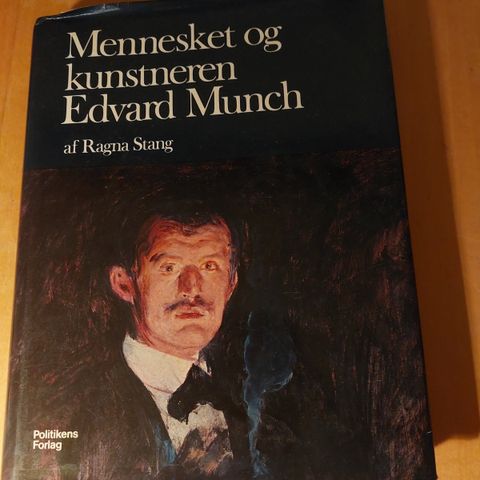 Mennesket og
kunstneren
Edvard Munch
af Ragna Stang
Politikens
Forlag